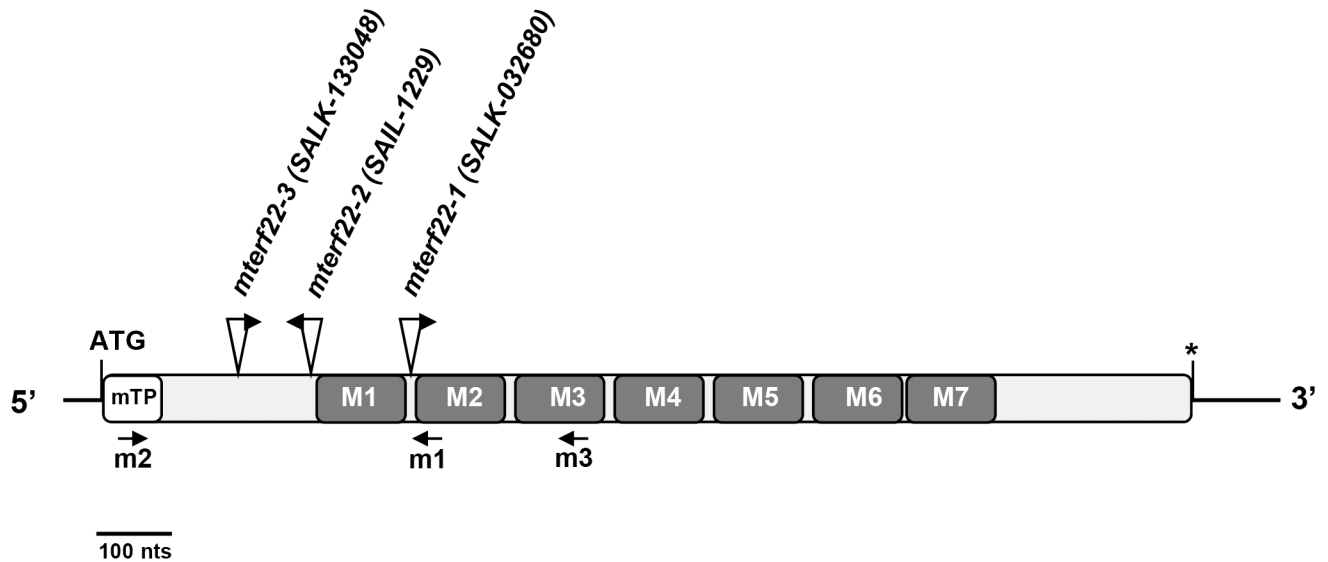 mterf22-3 (SALK-133048)
mterf22-2 (SAIL-1229)
mterf22-1 (SALK-032680)
ATG
*
5’
mTP
M1
M2
M3
M4
M5
M6
M7
3’
m2
m1
m3
100 nts